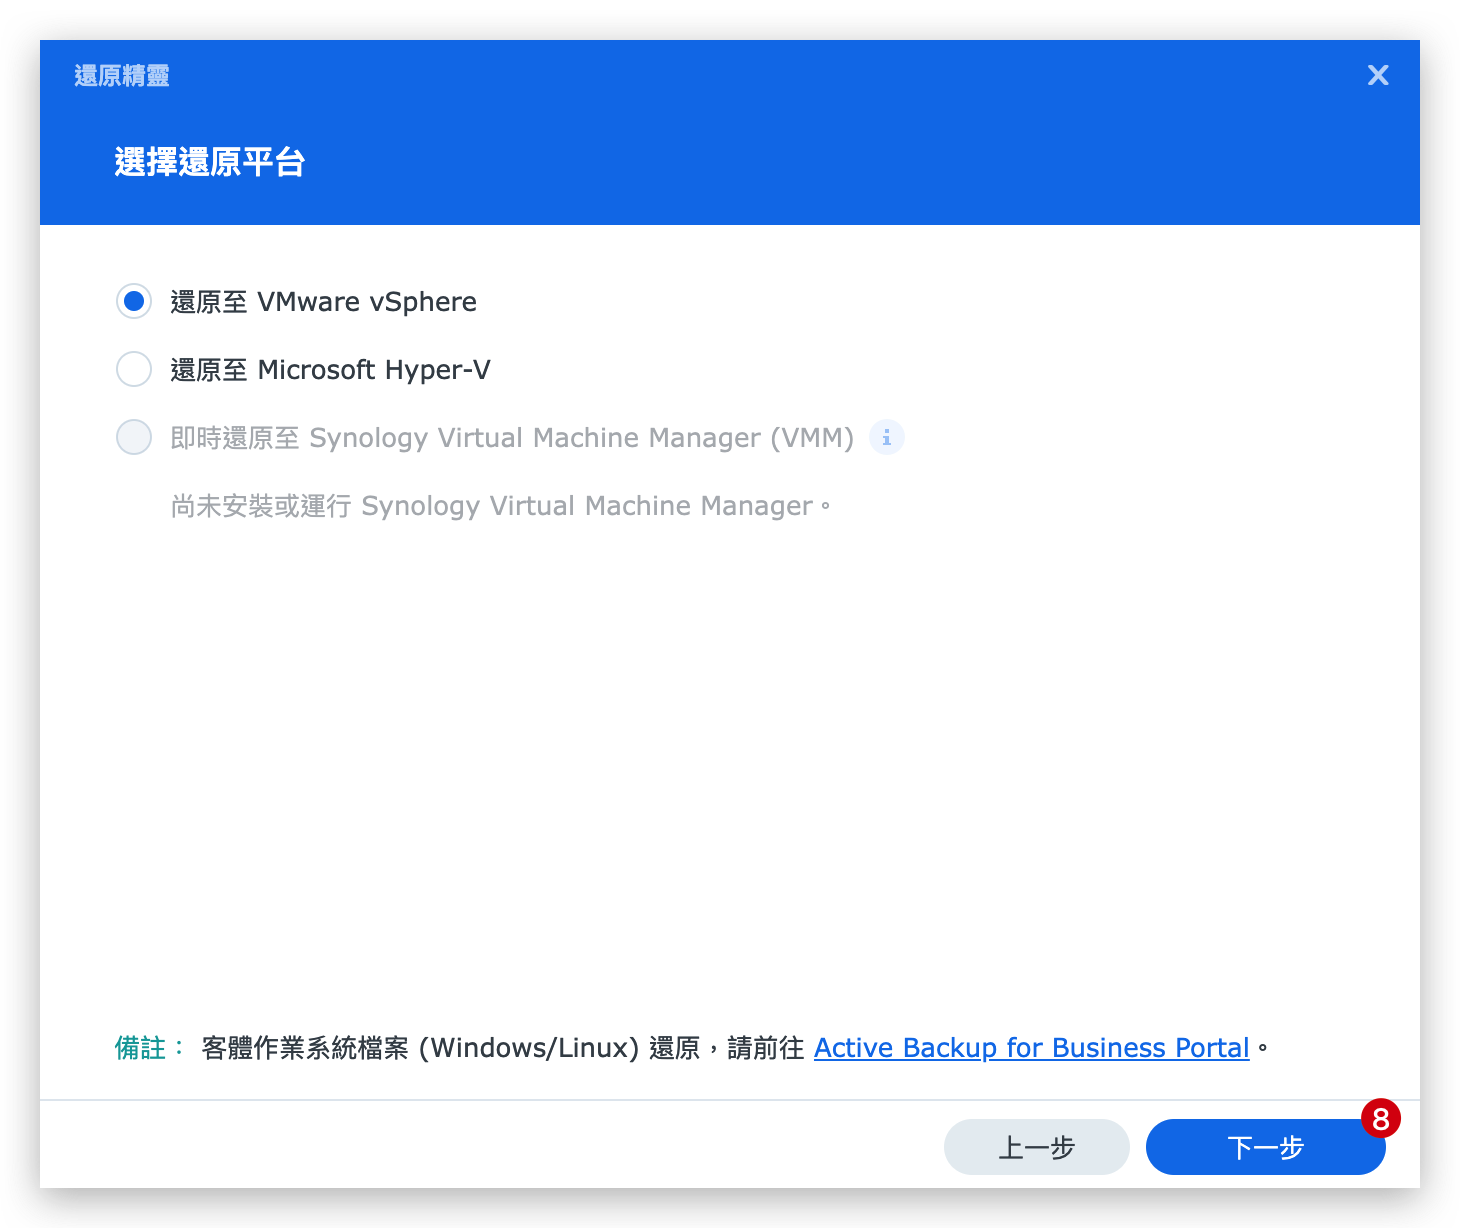 還原精靈
選擇還原平台
還原至 VMware vSphere
還原至 Microsoft Hyper-V
即時還原至 Synology Virtual Machine Manager (VMM)
尚未安裝或運行 Synology Virtual Machine Manager。
備註： 客體作業系統檔案 (Windows/Linux) 還原，請前往 Active Backup for Business Portal。
8
上一步 下一步